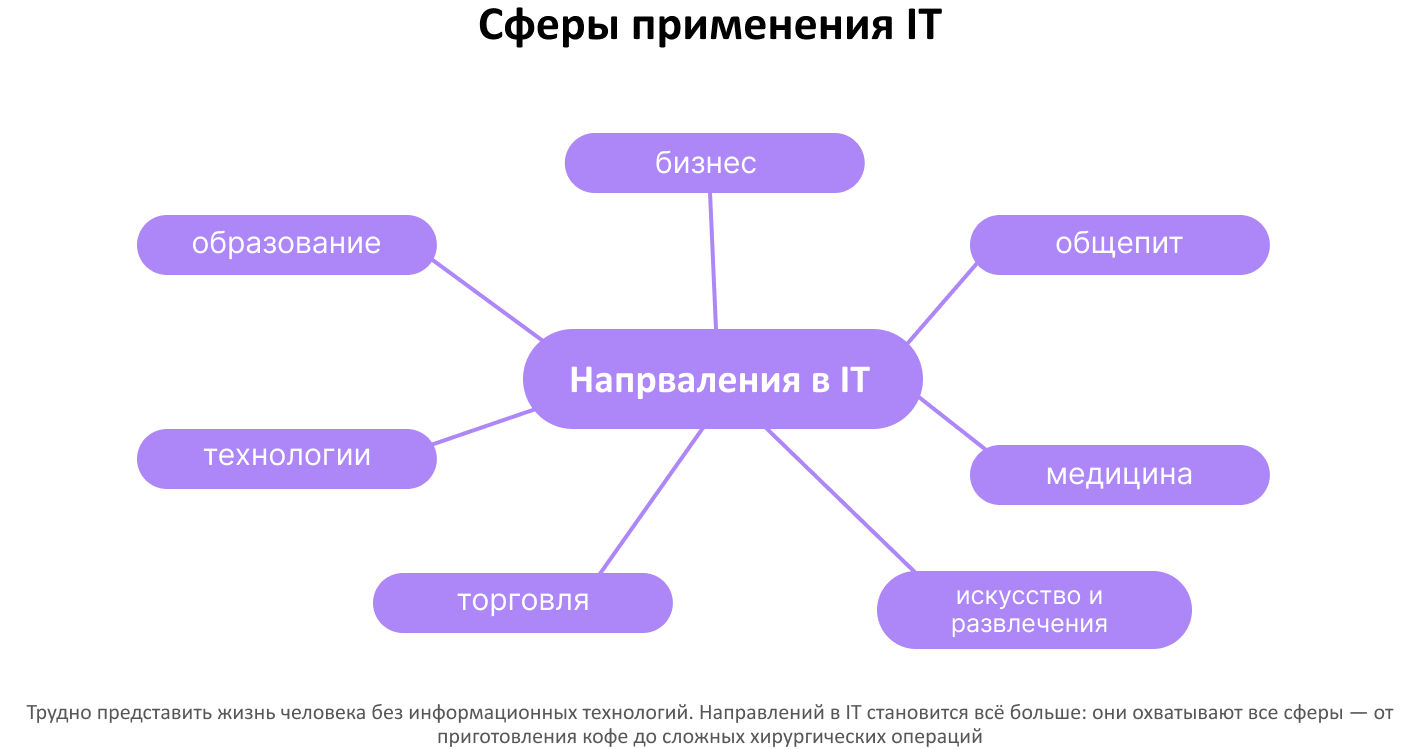 Сферы применения IT
бизнес
образование
общепит
Напрваления в IT
технологии
медицина
торговля
искусство и
развлечения
Трудно представить жизнь человека без информационных технологий. Направлений в IT становится всё больше: они охватывают все сферы — от
приготовления кофе до сложных хирургических операций